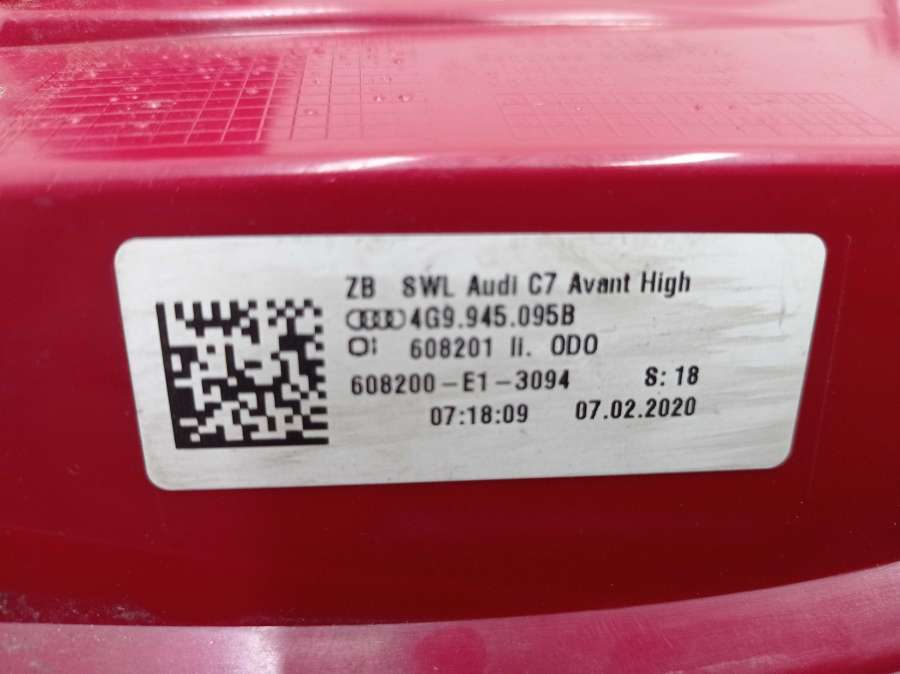 ZB SWL Audi C7 Avant High
4G9.945.095B
608201 II. ODO
608200-E1-3094 S: 18
07:18:09 07.02.2020